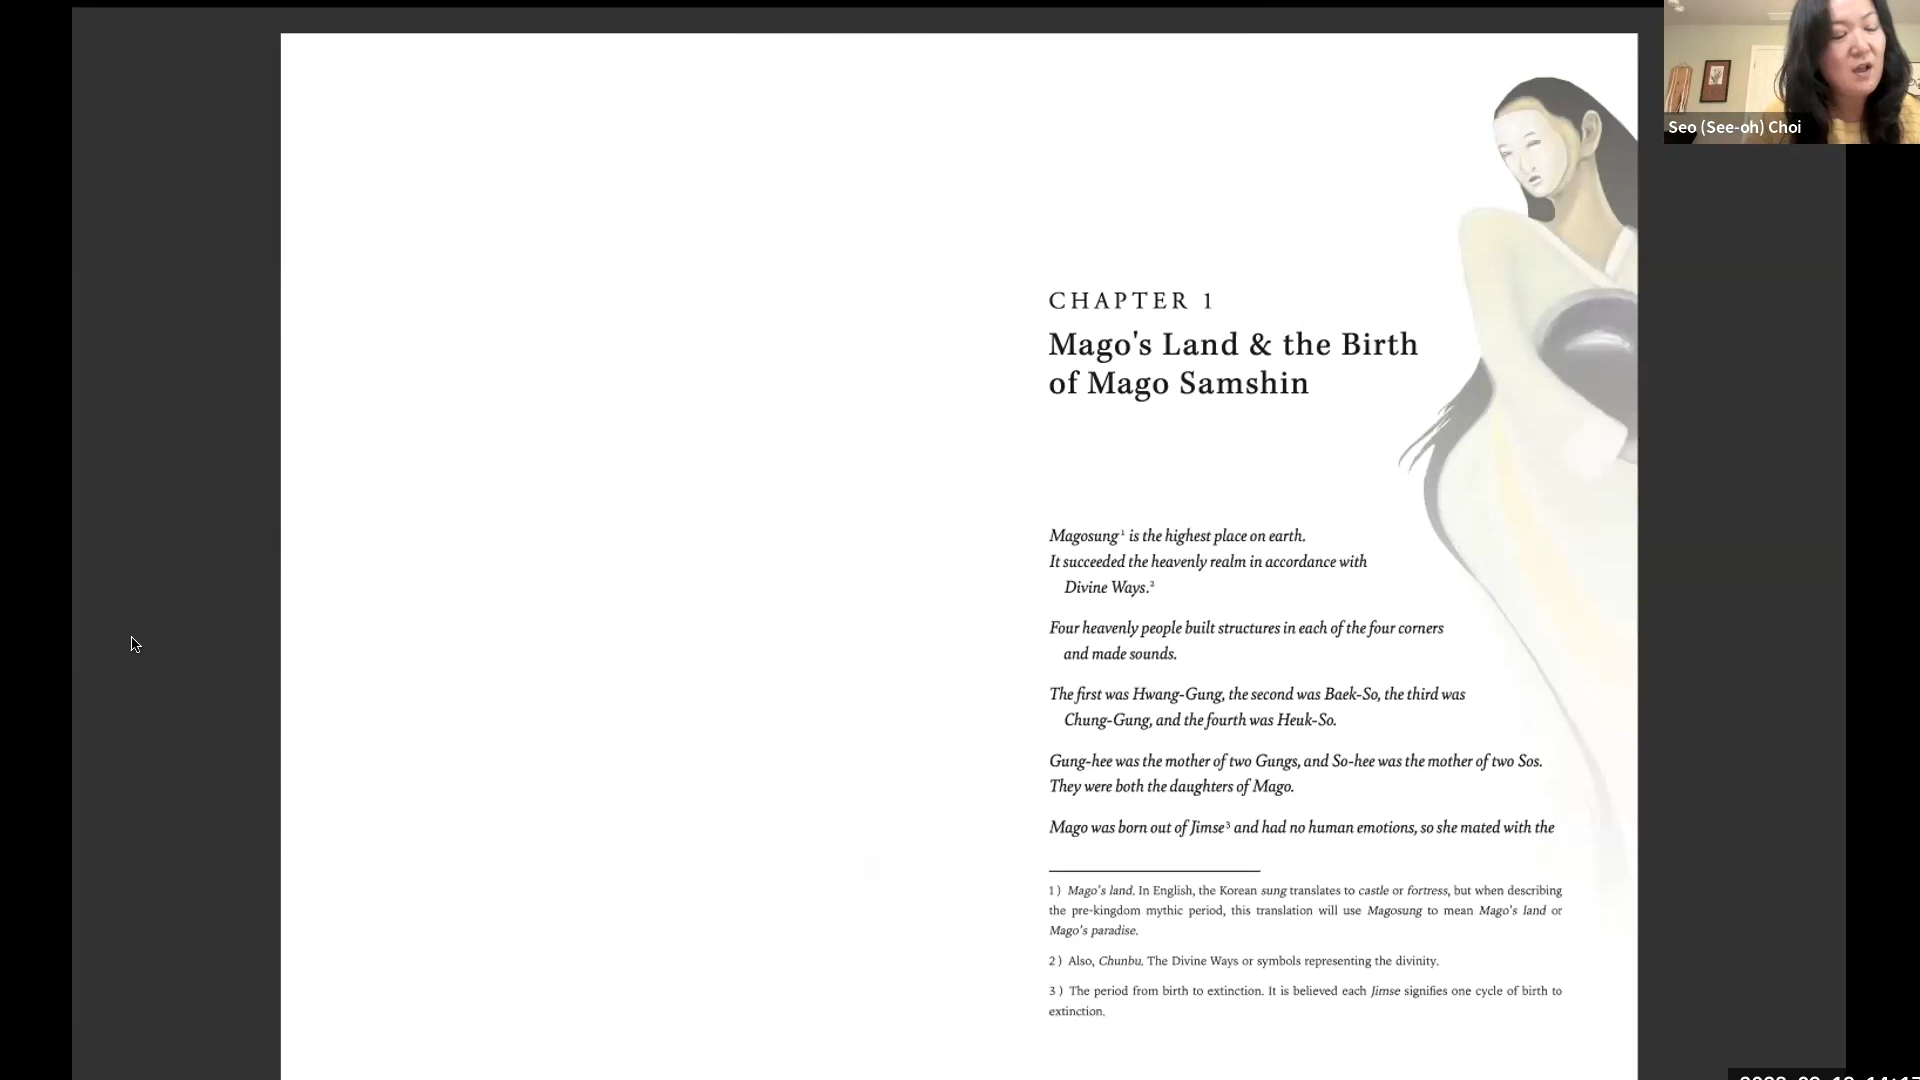 Seo (See-oh) Choi
CHAPTER 1
Mago's Land & the Birth
of Mago Samshin
Magosung¹ is the highest place on earth.
It succeeded the heavenly realm in accordance with
Divine Ways.²
Four heavenly people built structures in each of the four corners
and made sounds.
The first was Hwang-Gung, the second was Baek-So, the third was
Chung-Gung, and the fourth was Heuk-So.
Gung-hee was the mother of two Gungs, and So-hee was the mother of two Sos.
They were both the daughters of Mago.
Mago was born out of Jimse³ and had no human emotions, so she mated with the
1 ) Mago's land. In English, the Korean sung translates to castle or fortress, but when describing
the pre-kingdom mythic period, this translation will use Magosung to mean Mago's land or
Mago's paradise.
2 ) Also, Chunbu. The Divine Ways or symbols representing the divinity.
3 ) The period from birth to extinction. It is believed each Jimse signifies one cycle of birth to
extinction.